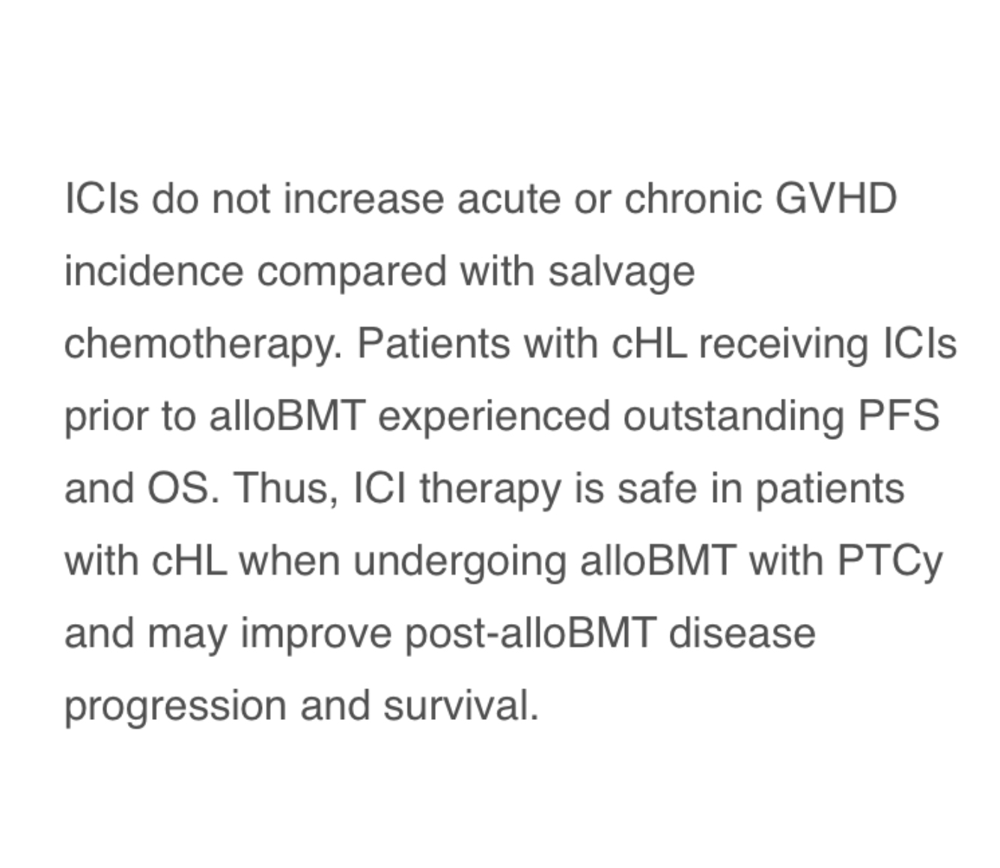 ICIs do not increase acute or chronic GVHD
incidence compared with salvage
chemotherapy. Patients with cHL receiving ICIs
prior to alloBMT experienced outstanding PFS
and OS. Thus, ICI therapy is safe in patients
with cHL when undergoing alloBMT with PTCy
and may improve post-alloBMT disease
progression and survival.